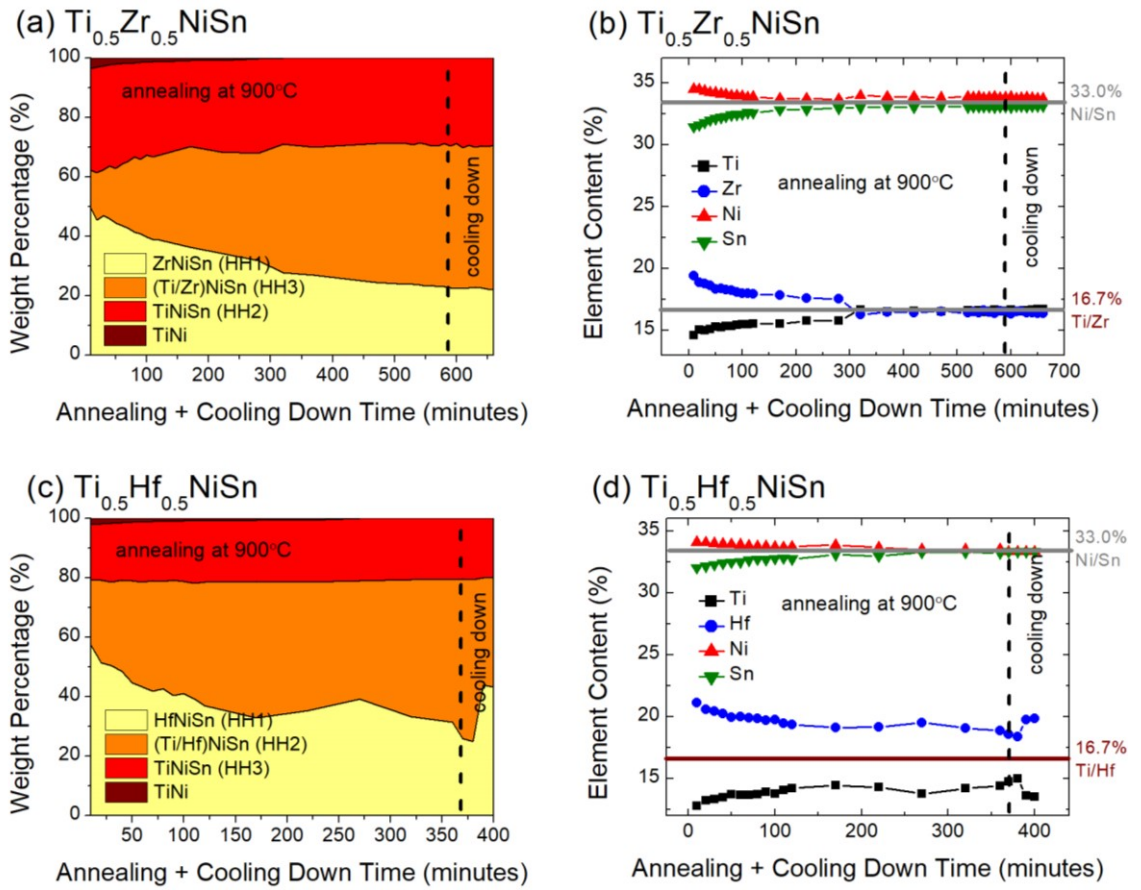 (a) Ti0.5Zr0.5NiSn
100
80
60
40
20
0
Weight Percentage (%)
annealing at 900°C
cooling down
ZrNiSn (HH1)
(Ti/Zr)NiSn (HH3)
TiNiSn (HH2)
TiNi
100 200 300 400 500 600
Annealing + Cooling Down Time (minutes)
(b) Ti0.5Zr0.5NiSn
35
30
25
20
15
Element Content (%)
33.0%
Ni/Sn
Ti
Zr
Ni
Sn
annealing at 900°C
cooling down
16.7%
Ti/Zr
0 100 200 300 400 500 600 700
Annealing + Cooling Down Time (minutes)
(c) Ti0.5Hf0.5NiSn
100
80
60
40
20
0
Weight Percentage (%)
annealing at 900°C
cooling down
HfNiSn (HH1)
(Ti/Hf)NiSn (HH2)
TiNiSn (HH3)
TiNi
50 100 150 200 250 300 350 400
Annealing + Cooling Down Time (minutes)
(d) Ti0.5Hf0.5NiSn
35
30
25
20
15
Element Content (%)
33.0%
Ni/Sn
Ti
Hf
Ni
Sn
annealing at 900°C
cooling down
16.7%
Ti/Hf
0 100 200 300 400
Annealing + Cooling Down Time (minutes)